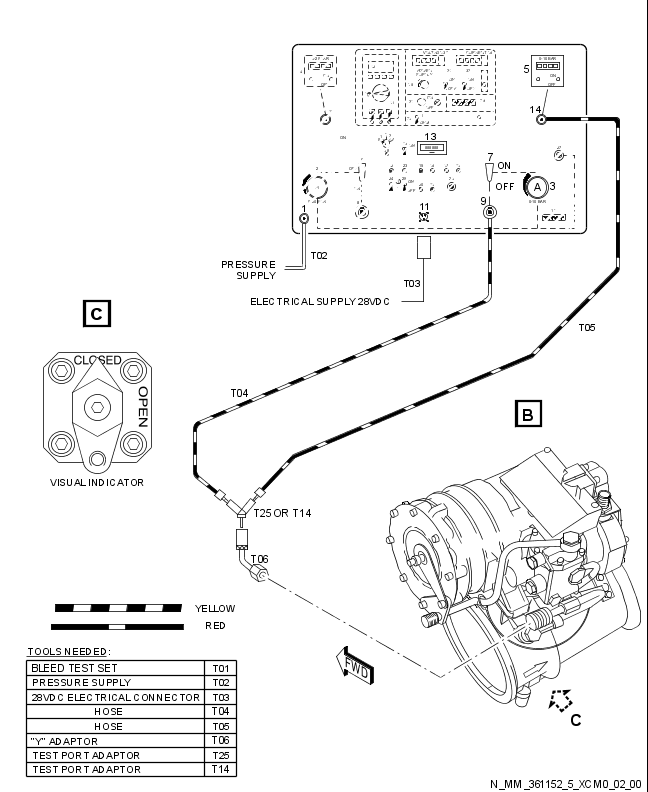 5
14
13
7
ON
OFF
A
3
1
11
9
T02
PRESSURE
SUPPLY
T03
ELECTRICAL SUPPLY 28VDC
C
T05
CLOSED
OPEN
T04
B
VISUAL INDICATOR
T25 OR T14
T06
YELLOW
RED
FWD
C
TOOLS NEEDED:
BLEED TEST SET T01
PRESSURE SUPPLY T02
28VDC ELECTRICAL CONNECTOR T03
HOSE T04
HOSE T05
"Y" ADAPTOR T06
TEST PORT ADAPTOR T25
TEST PORT ADAPTOR T14
N_MM_361152_5_XCM0_02_00